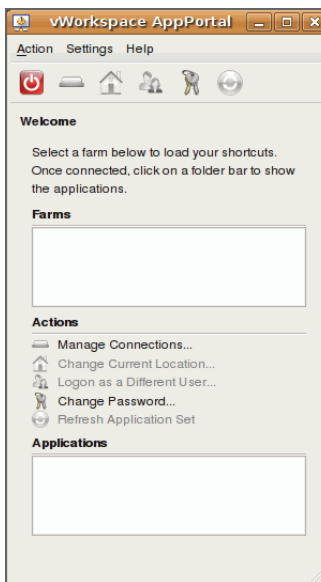 vWorkspace AppPortal
Action Settings Help
Welcome
Select a farm below to load your shortcuts.
Once connected, click on a folder bar to show
the applications.
Farms
Actions
Manage Connections...
Change Current Location...
Logon as a Different User...
Change Password...
Refresh Application Set
Applications